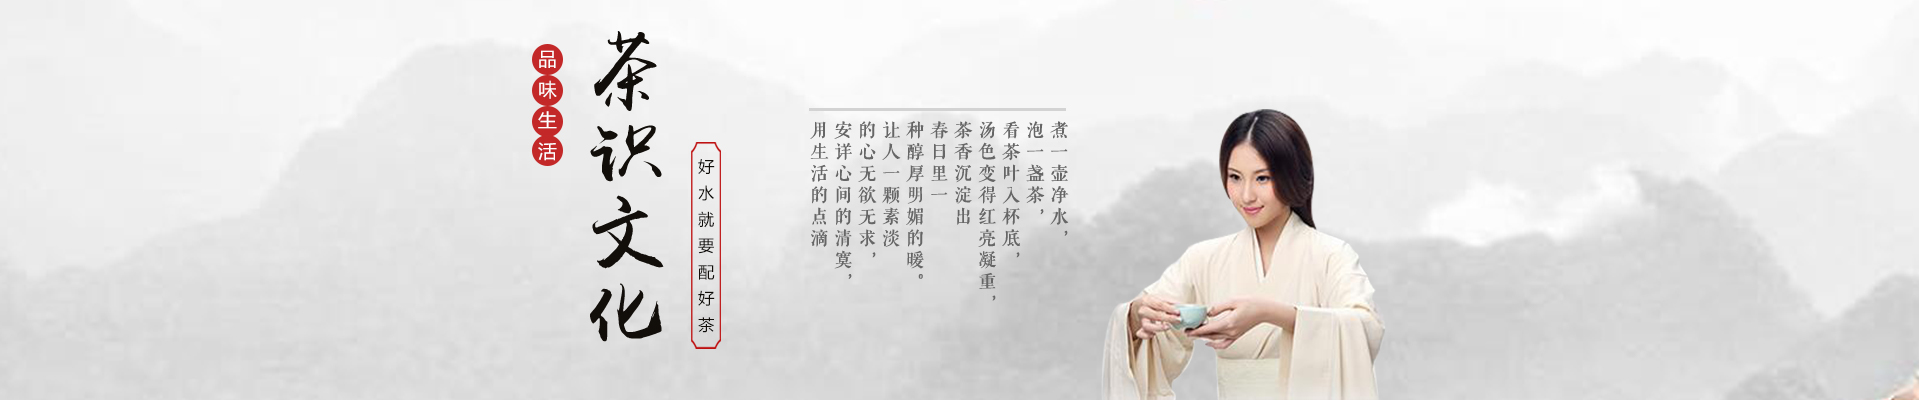 品味生活
茶识文化
好水就要配好茶
煮一壶净水，
泡一盏茶，
看茶叶入杯底，
汤色变得红亮凝重，
茶香沉淀出
春日里一
种醇厚明媚的暖。
让人一颗素淡
的心无欲无求，
安详心间的清寞，
用生活的点滴